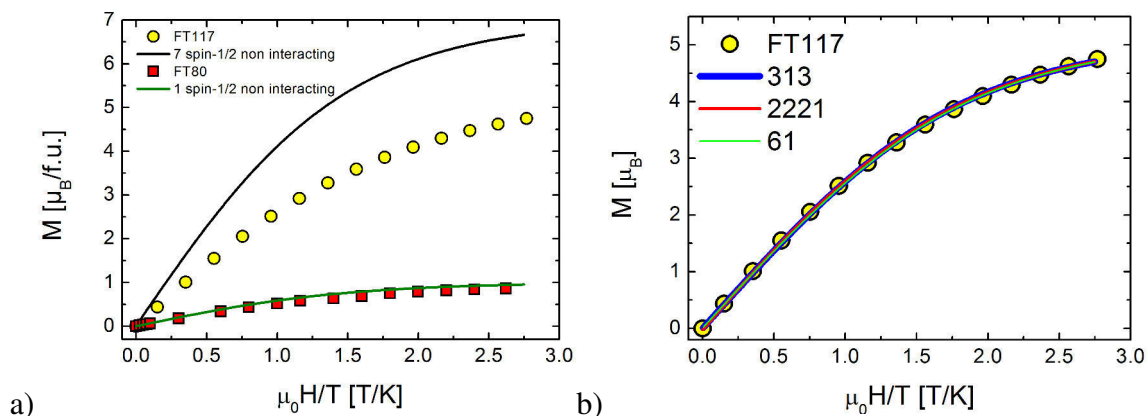 7
6
5
4
3
2
1
0
M [μB/f.u.]
FT117
7 spin-1/2 non interacting
FT80
1 spin-1/2 non interacting
0.0 0.5 1.0 1.5 2.0 2.5 3.0
μ0H/T [T/K]
a)
5
4
3
2
1
0
M [μB]
FT117
313
2221
61
0.0 0.5 1.0 1.5 2.0 2.5 3.0
μ0H/T [T/K]
b)